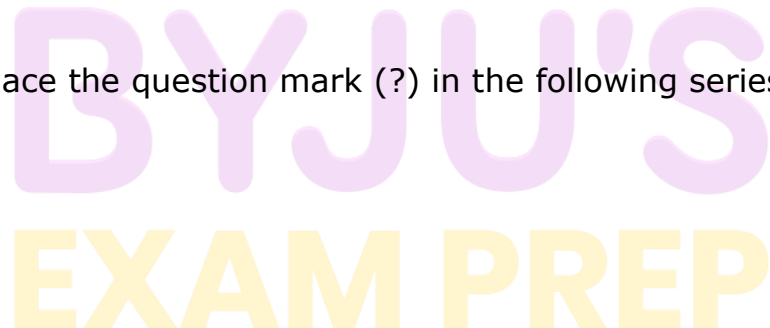 BYJU'S
ace the question mark (?) in the following series
EXAM PREP